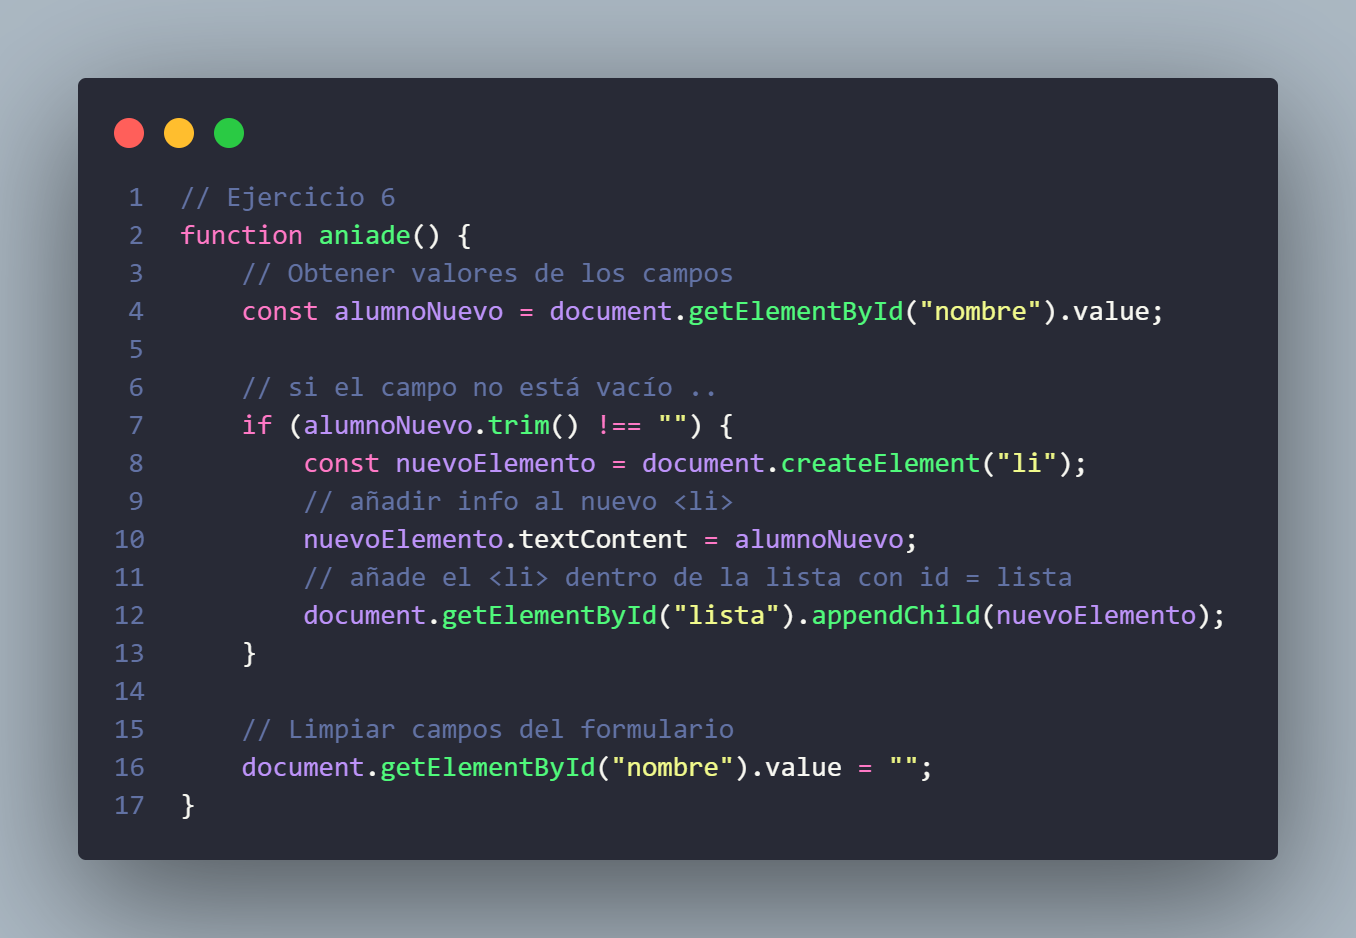 1 // Ejercicio 6
2 function aniade() {
3     // Obtener valores de los campos
4     const alumnoNuevo = document.getElementById("nombre").value;
5
6     // si el campo no está vacío ..
7     if (alumnoNuevo.trim() !== "") {
8         const nuevoElemento = document.createElement("li");
9         // añadir info al nuevo <li>
10         nuevoElemento.textContent = alumnoNuevo;
11         // añade el <li> dentro de la lista con id = lista
12         document.getElementById("lista").appendChild(nuevoElemento);
13     }
14
15     // Limpiar campos del formulario
16     document.getElementById("nombre").value = "";
17 }